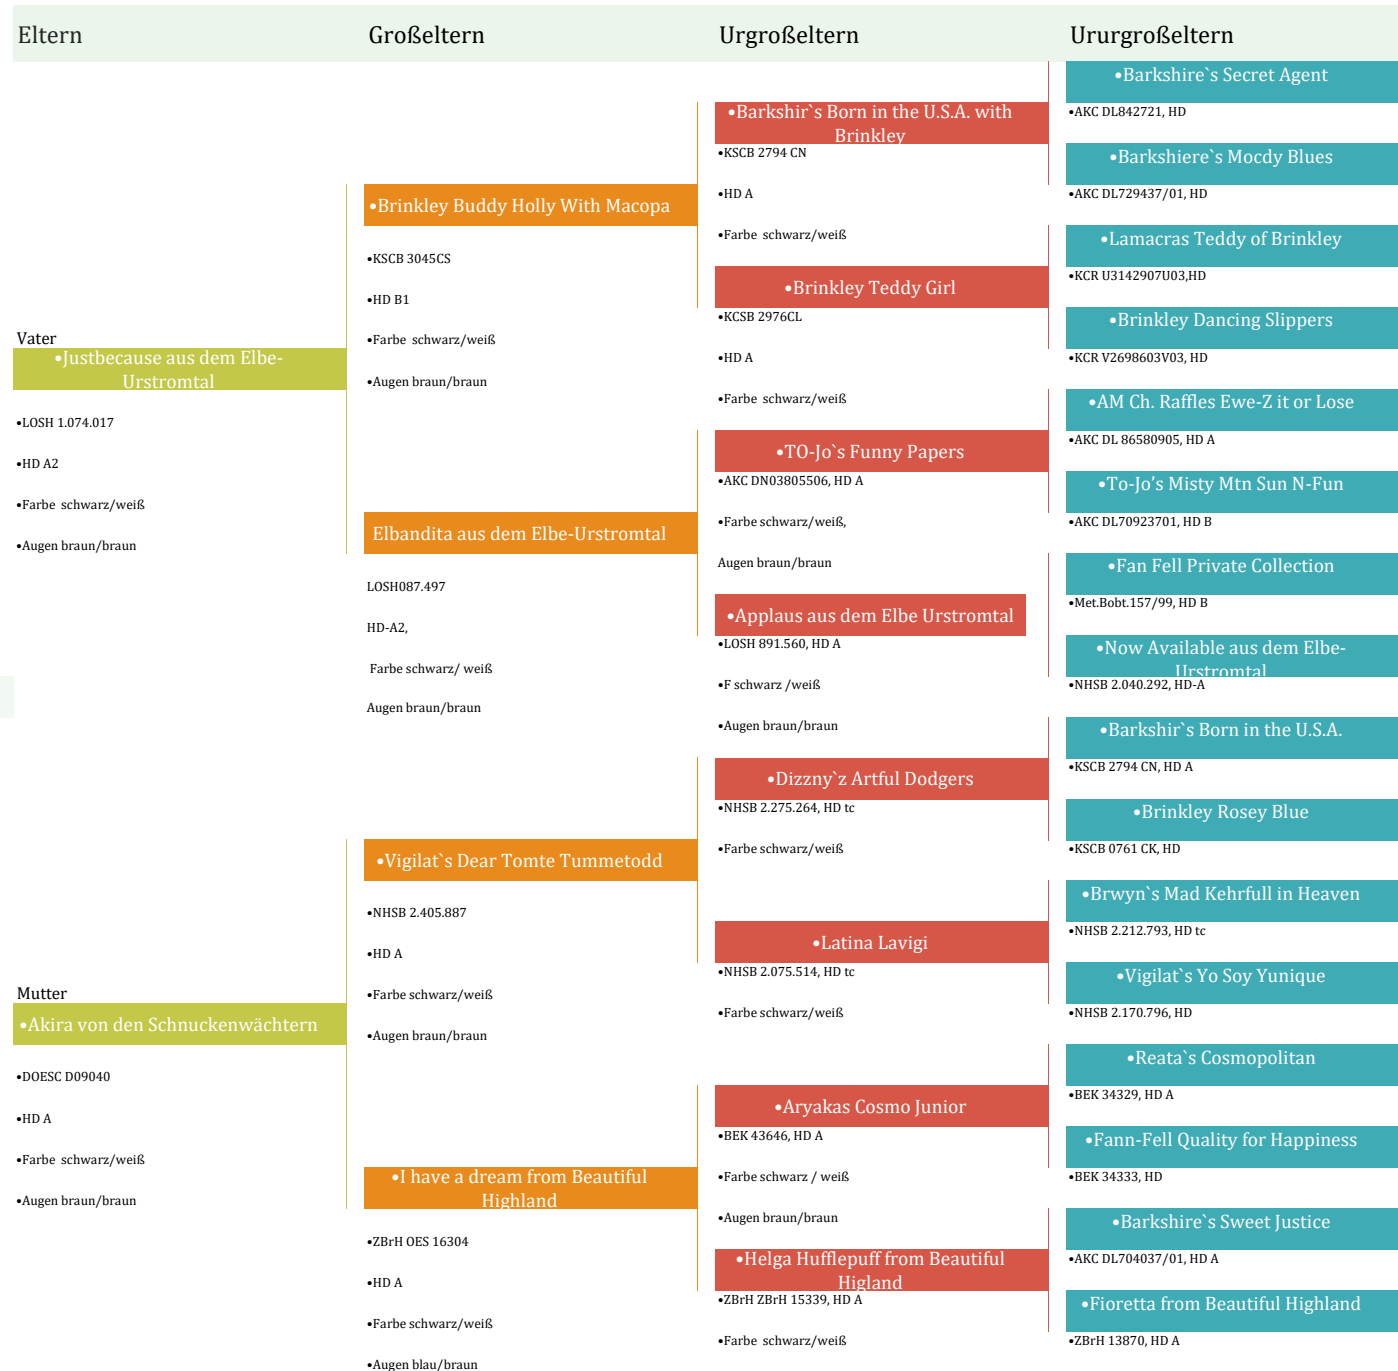 Eltern
Großeltern
Urgroßeltern
Ururgroßeltern
Vater
•Justbecause aus dem Elbe-
Urstromtal
•LOSH 1.074.017
•HD A2
•Farbe schwarz/weiß
•Augen braun/braun
Mutter
•Akira von den Schnuckenwächtern
•DOESC D09040
•HD A
•Farbe schwarz/weiß
•Augen braun/braun
•Brinkley Buddy Holly With Macopa
•KSCB 3045CS
•HD B1
•Farbe schwarz/weiß
•Augen braun/braun
Elbandita aus dem Elbe-Urstromtal
LOSH087.497
HD-A2,
Farbe schwarz/ weiß
Augen braun/braun
•Vigilat`s Dear Tomte Tummetodd
•NHSB 2.405.887
•HD A
•Farbe schwarz/weiß
•Augen braun/braun
•I have a dream from Beautiful
Highland
•ZBrH OES 16304
•HD A
•Farbe schwarz/weiß
•Augen blau/braun
•Barkshir`s Born in the U.S.A. with
Brinkley
•KSCB 2794 CN
•HD A
•Farbe schwarz/weiß
•Brinkley Teddy Girl
•KCSB 2976CL
•HD A
•Farbe schwarz/weiß
•TO-Jo`s Funny Papers
•AKC DN03805506, HD A
•Farbe schwarz/weiß,
Augen braun/braun
•Applaus aus dem Elbe Urstromtal
•LOSH 891.560, HD A
•F schwarz /weiß
•Augen braun/braun
•Dizzny`z Artful Dodgers
•NHSB 2.275.264, HD tc
•Farbe schwarz/weiß
•Latina Lavigi
•NHSB 2.075.514, HD tc
•Farbe schwarz/weiß
•Aryakas Cosmo Junior
•BEK 43646, HD A
•Farbe schwarz / weiß
•Augen braun/braun
•Helga Hufflepuff from Beautiful
Higland
•ZBrH ZBrH 15339, HD A
•Farbe schwarz/weiß
•Barkshire`s Secret Agent
•AKC DL842721, HD
•Barkshiere`s Mocdy Blues
•AKC DL729437/01, HD
•Lamacras Teddy of Brinkley
•KCR U3142907U03,HD
•Brinkley Dancing Slippers
•KCR V2698603V03, HD
•AM Ch. Raffles Ewe-Z it or Lose
•AKC DL 86580905, HD A
•To-Jo’s Misty Mtn Sun N-Fun
•AKC DL70923701, HD B
•Fan Fell Private Collection
•Met.Bobt.157/99, HD B
•Now Available aus dem Elbe-
Urstromtal
•NHSB 2.040.292, HD-A
•Barkshir`s Born in the U.S.A.
•KSCB 2794 CN, HD A
•Brinkley Rosey Blue
•KSCB 0761 CK, HD
•Brwyn`s Mad Kehrfull in Heaven
•NHSB 2.212.793, HD tc
•Vigilat`s Yo Soy Yunique
•NHSB 2.170.796, HD
•Reata`s Cosmopolitan
•BEK 34329, HD A
•Fann-Fell Quality for Happiness
•BEK 34333, HD
•Barkshire`s Sweet Justice
•AKC DL704037/01, HD A
•Fioretta from Beautiful Highland
•ZBrH 13870, HD A